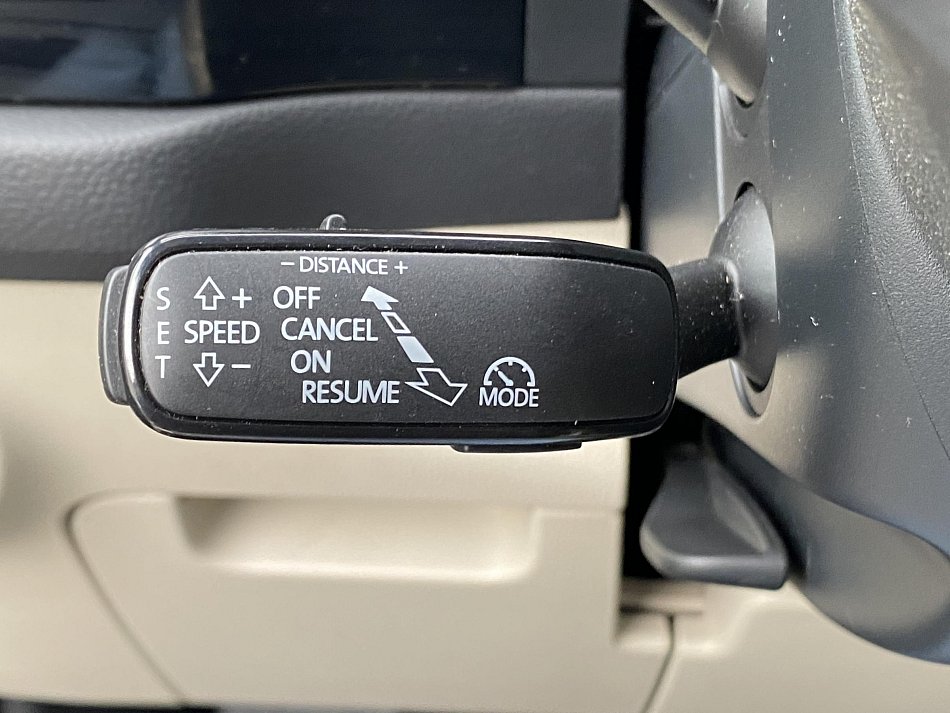 − DISTANCE +
S + OFF
E SPEED CANCEL
T − ON
RESUME
MODE